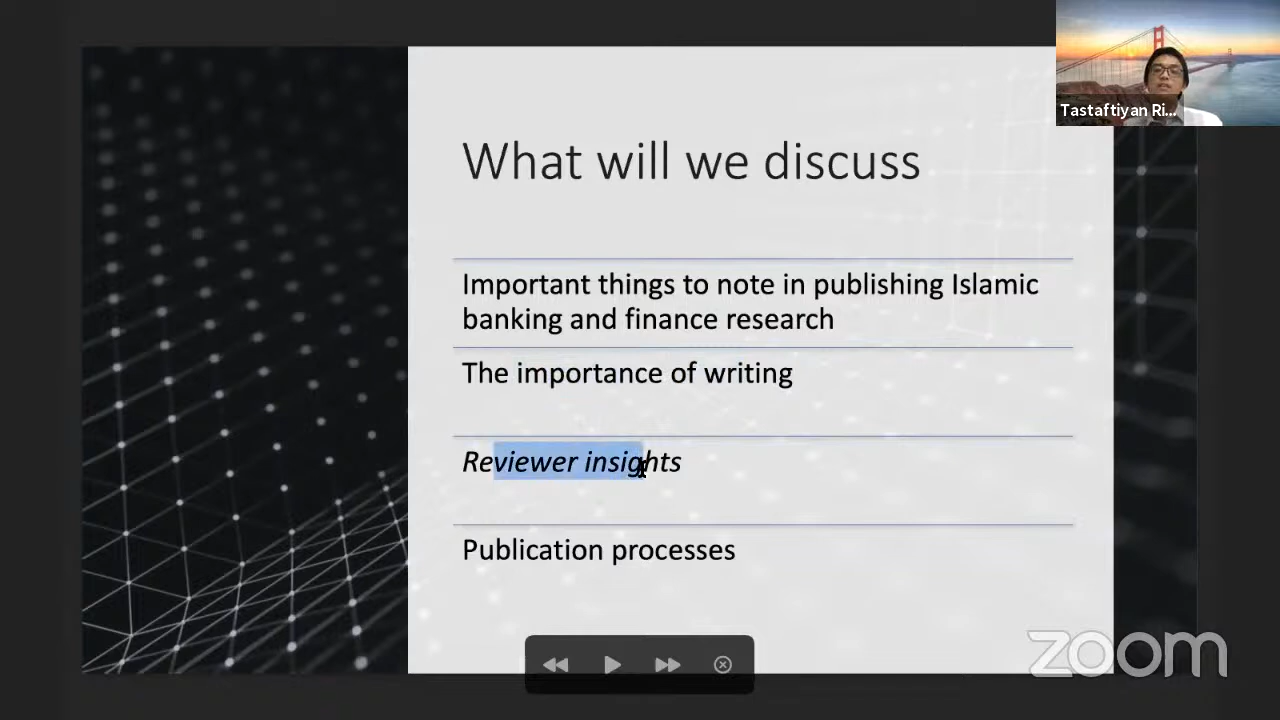 Tastaftiyan Ri...
What will we discuss
Important things to note in publishing Islamic
banking and finance research
The importance of writing
Reviewer insights
Publication processes
zoom